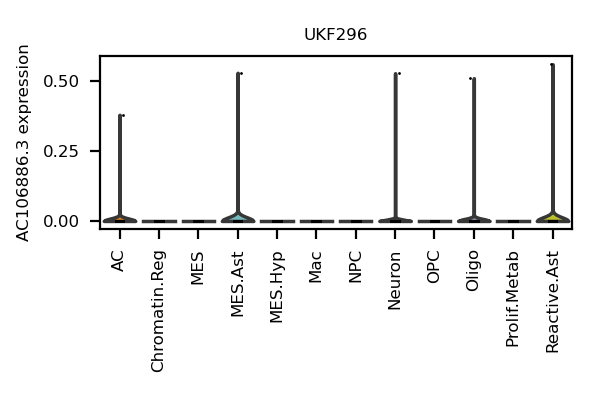 UKF296
AC106886.3 expression
0.50
0.25
0.00
AC
Chromatin.Reg
MES
MES.Ast
MES.Hyp
Mac
NPC
Neuron
OPC
Oligo
Prolif.Metab
Reactive.Ast